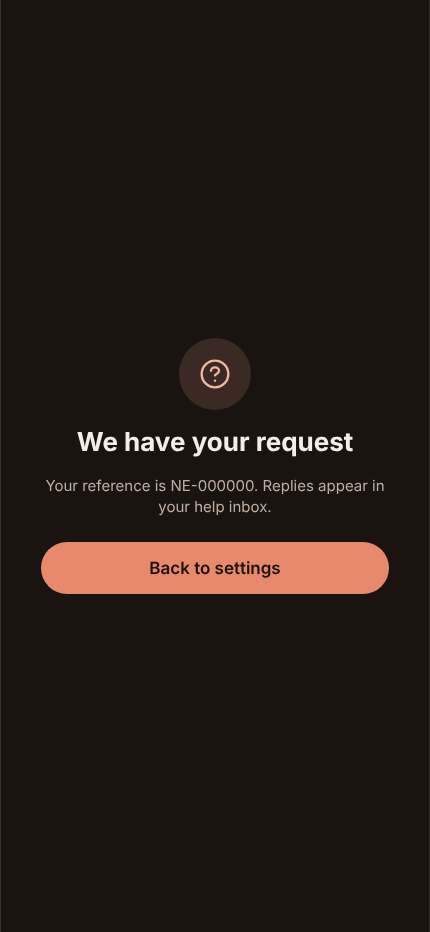 We have your request
Your reference is NE-000000. Replies appear in
your help inbox.
Back to settings